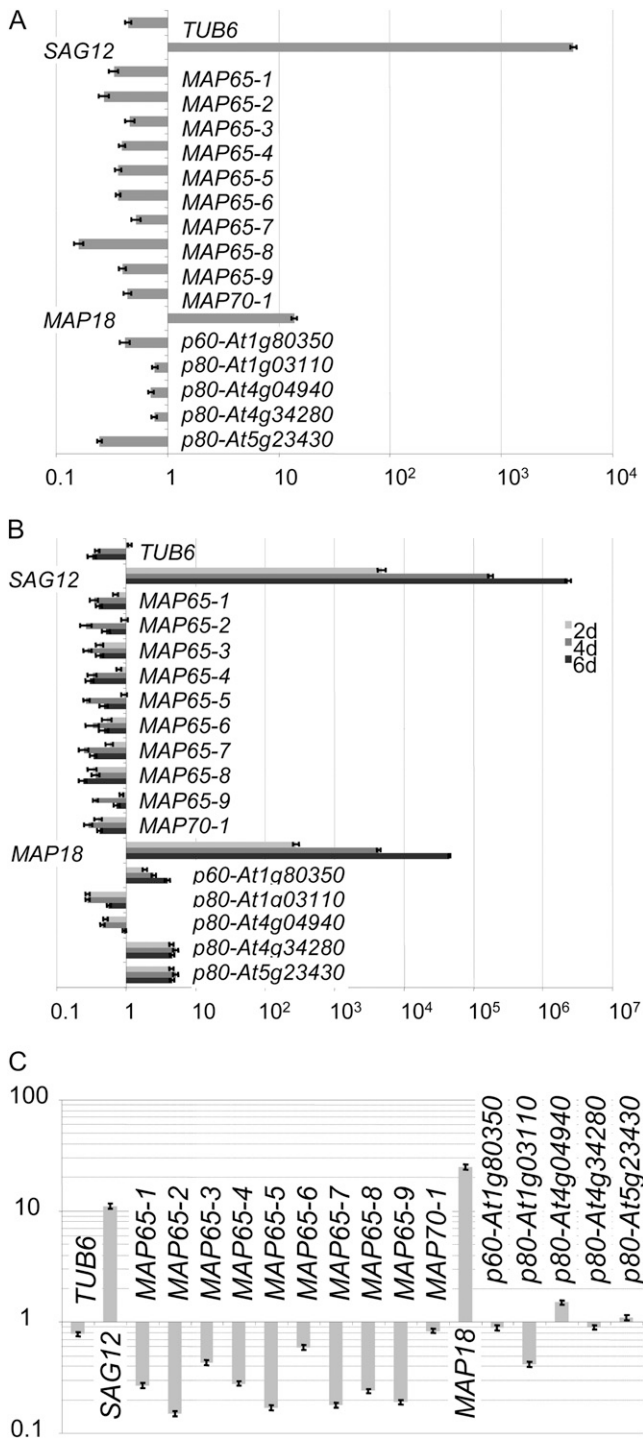 A
TUB6
SAG12
MAP65-1
MAP65-2
MAP65-3
MAP65-4
MAP65-5
MAP65-6
MAP65-7
MAP65-8
MAP65-9
MAP70-1
MAP18
p60-At1g80350
p80-At1g03110
p80-At4g04940
p80-At4g34280
p80-At5g23430
0.1 1 10 10² 10³ 10⁴
B
TUB6
SAG12
MAP65-1
2d
MAP65-2
4d
MAP65-3
6d
MAP65-4
MAP65-5
MAP65-6
MAP65-7
MAP65-8
MAP65-9
MAP70-1
MAP18
p60-At1g80350
p80-At1g03110
p80-At4g04940
p80-At4g34280
p80-At5g23430
0.1 1 10 10² 10³ 10⁴ 10⁵ 10⁶ 10⁷
C
100
10
1
0.1
TUB6
SAG12
MAP65-1
MAP65-2
MAP65-3
MAP65-4
MAP65-5
MAP65-6
MAP65-7
MAP65-8
MAP65-9
MAP70-1
MAP18
p60-At1g80350
p80-At1g03110
p80-At4g04940
p80-At4g34280
p80-At5g23430